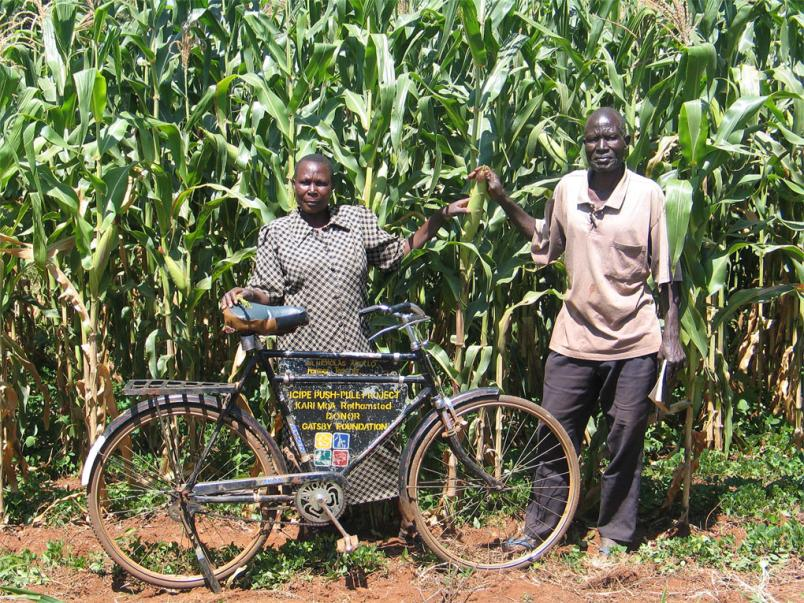 ICIPE PUSH-PULL PROJECT
KARI MoA Rothamsted
DONOR
GATSBY FOUNDATION